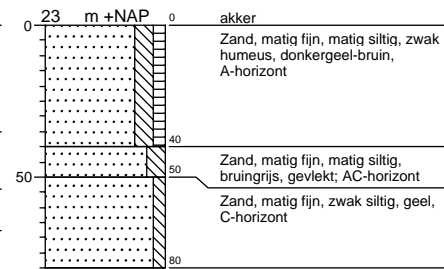 23 m +NAP
0
0
akker
Zand, matig fijn, matig siltig, zwak
humeus, donkergeel-bruin,
A-horizont
40
Zand, matig fijn, matig siltig,
bruingrijs, gevlekt; AC-horizont
50
50
Zand, matig fijn, zwak siltig, geel,
C-horizont
80